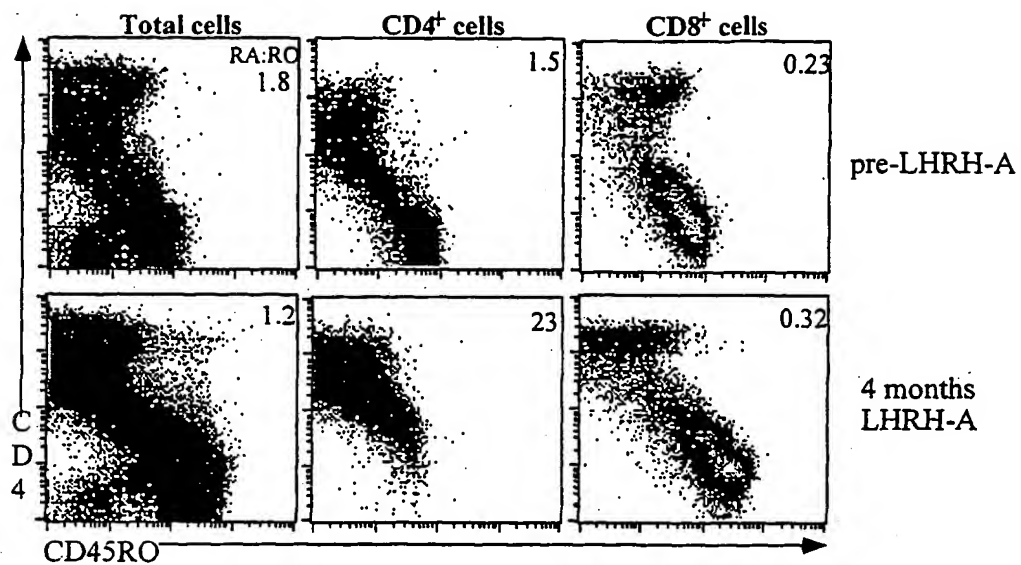 Total cells
CD4+ cells
CD8+ cells
RA:RO
1.8
1.5
0.23
pre-LHRH-A
1.2
23
0.32
4 months
LHRH-A
C
D
4
CD45RO